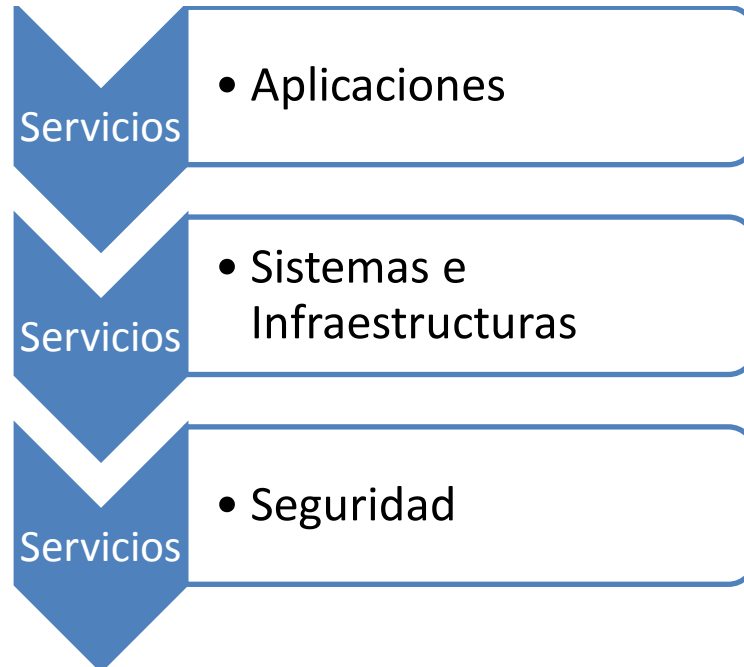 Servicios
• Aplicaciones
Servicios
• Sistemas e
Infraestructuras
Servicios
• Seguridad